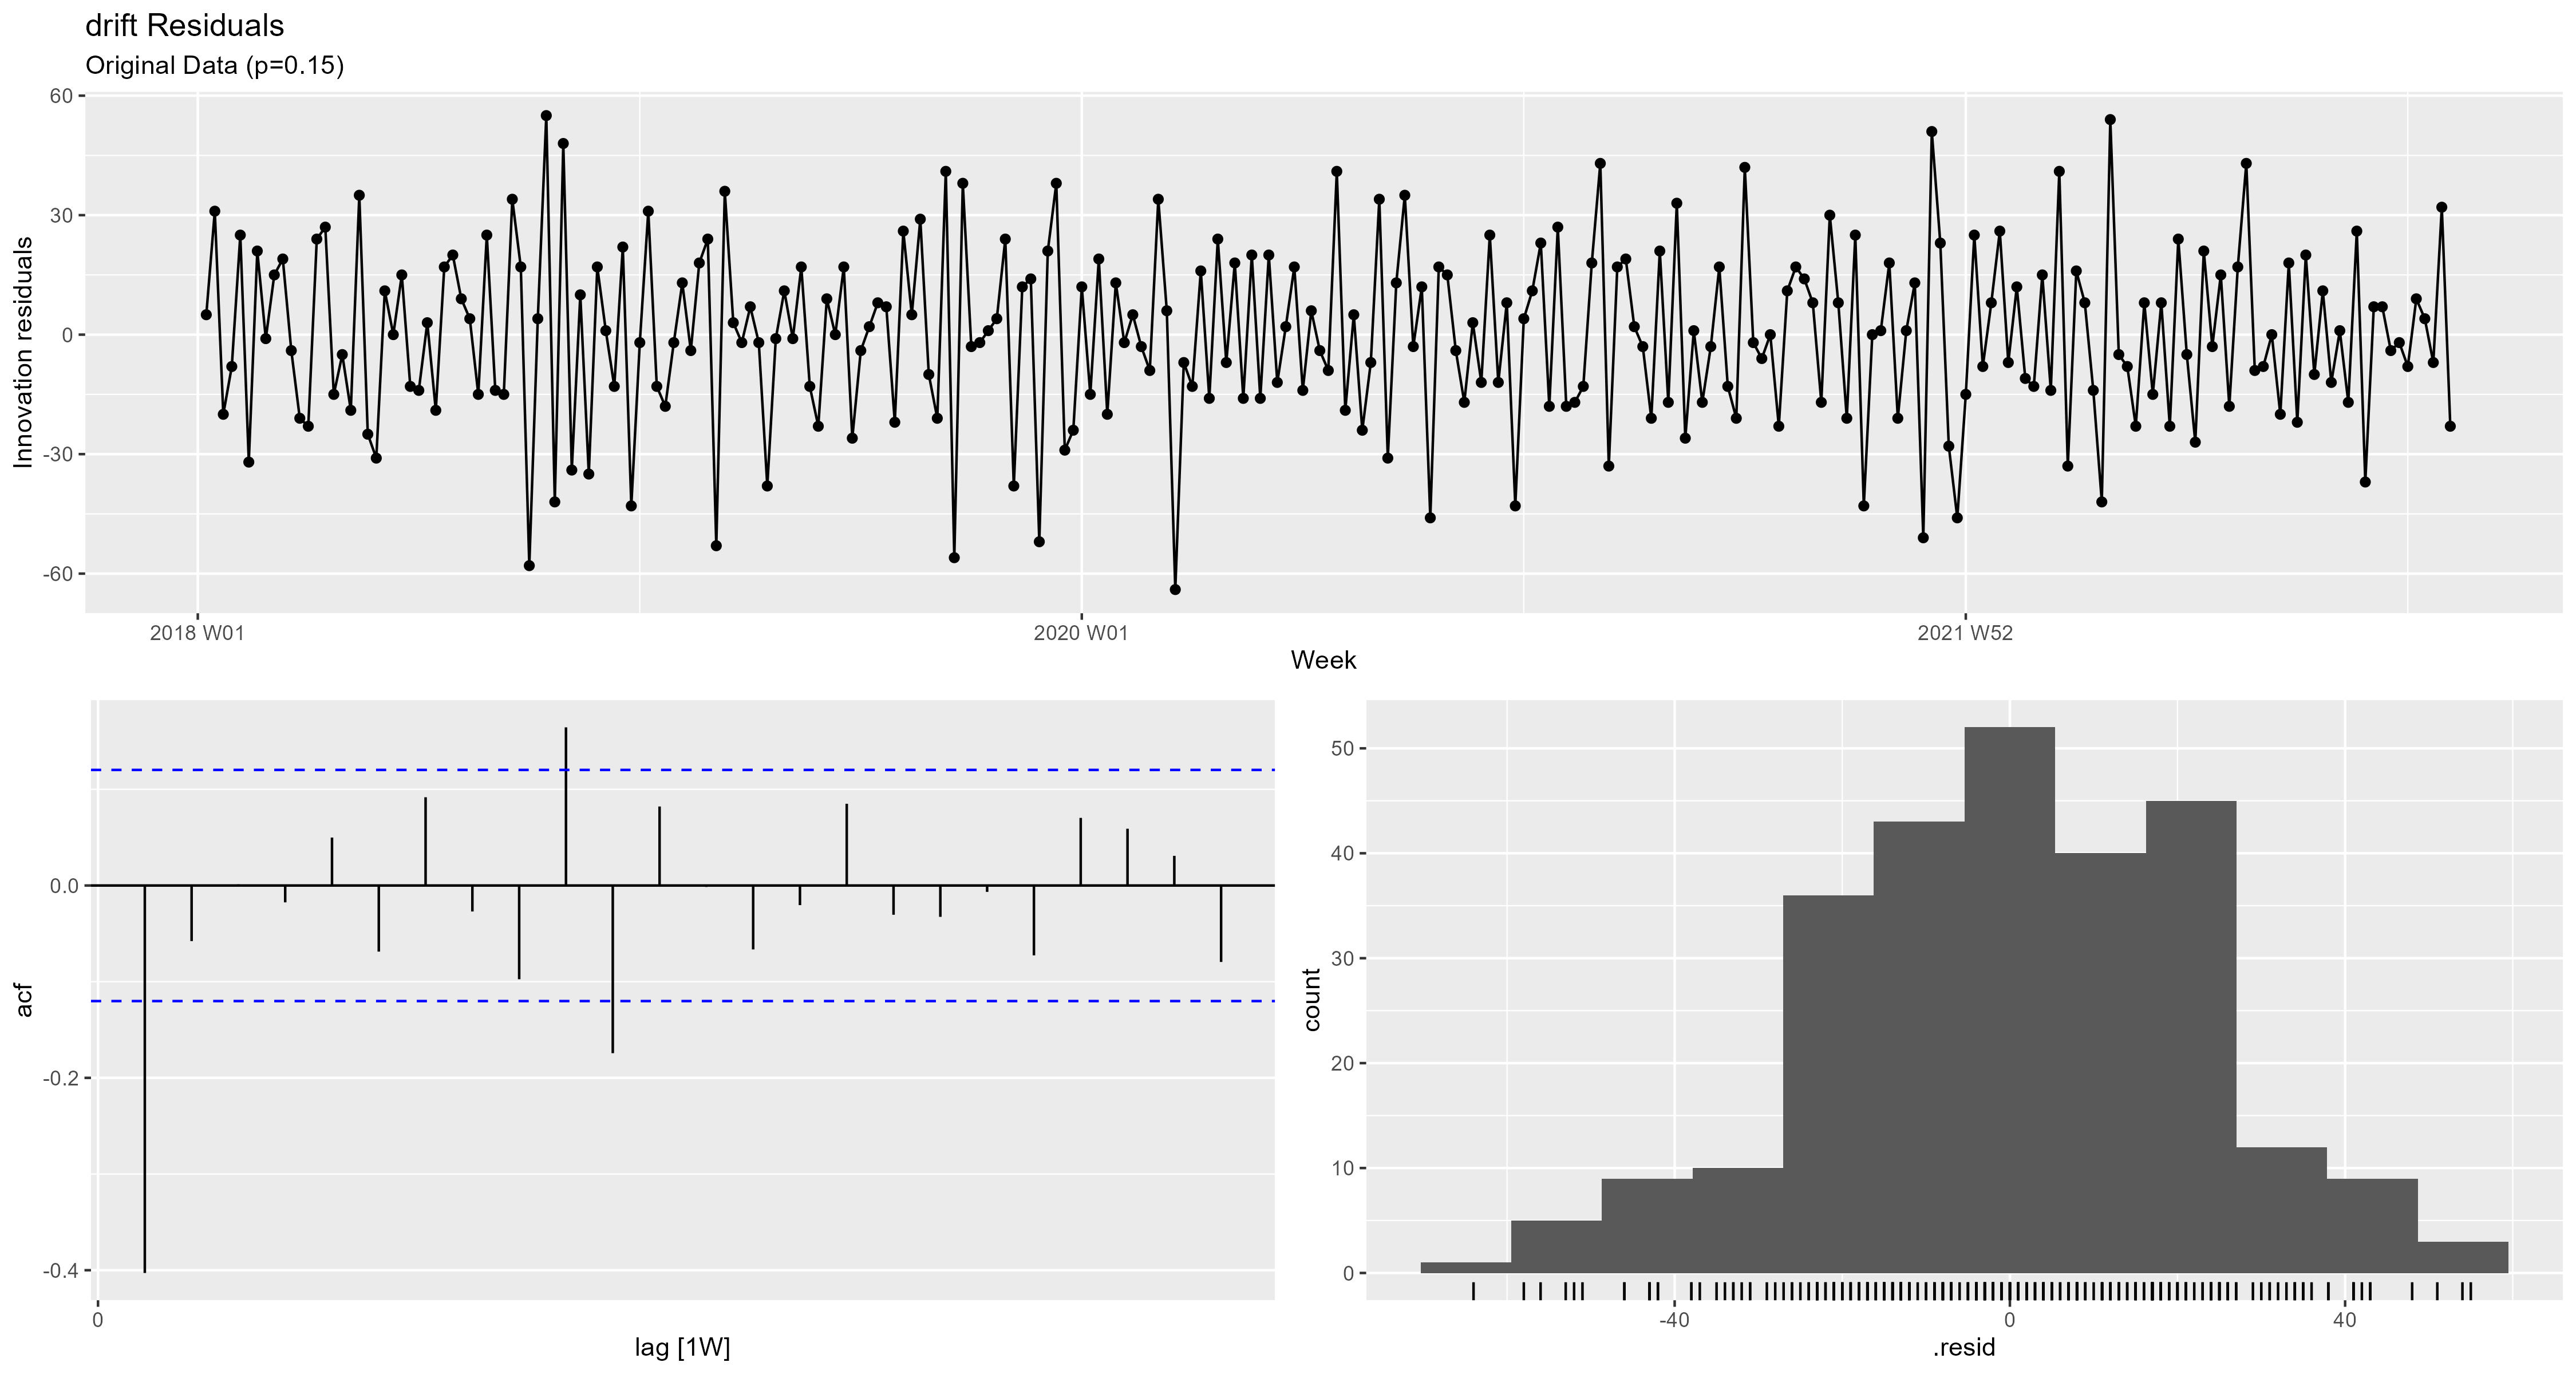 drift Residuals
Original Data (p=0.15)
60
30
0
-30
-60
Innovation residuals
2018 W01
2020 W01
2021 W52
Week
0.0
-0.2
-0.4
acf
0
lag [1W]
50
40
30
20
10
0
count
-40
0
40
.resid